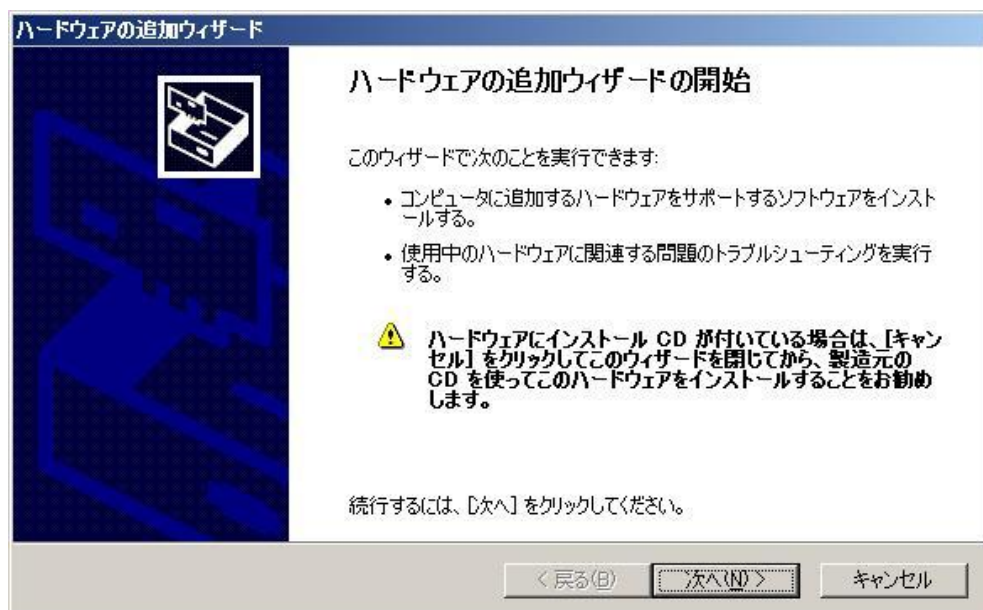 ハードウェアの追加ウィザード
ハードウェアの追加ウィザードの開始
このウィザードで次のことを実行できます:
• コンピュータに追加するハードウェアをサポートするソフトウェアをインスト
ールする。
• 使用中のハードウェアに関連する問題のトラブルシューティングを実行
する。
ハードウェアにインストール CD が付いている場合は、[キャン
セル] をクリックしてこのウィザードを閉じてから、製造元の
CD を使ってこのハードウェアをインストールすることをお勧め
します。
続行するには、[次へ] をクリックしてください。
< 戻る(B) 次へ(N) > キャンセル